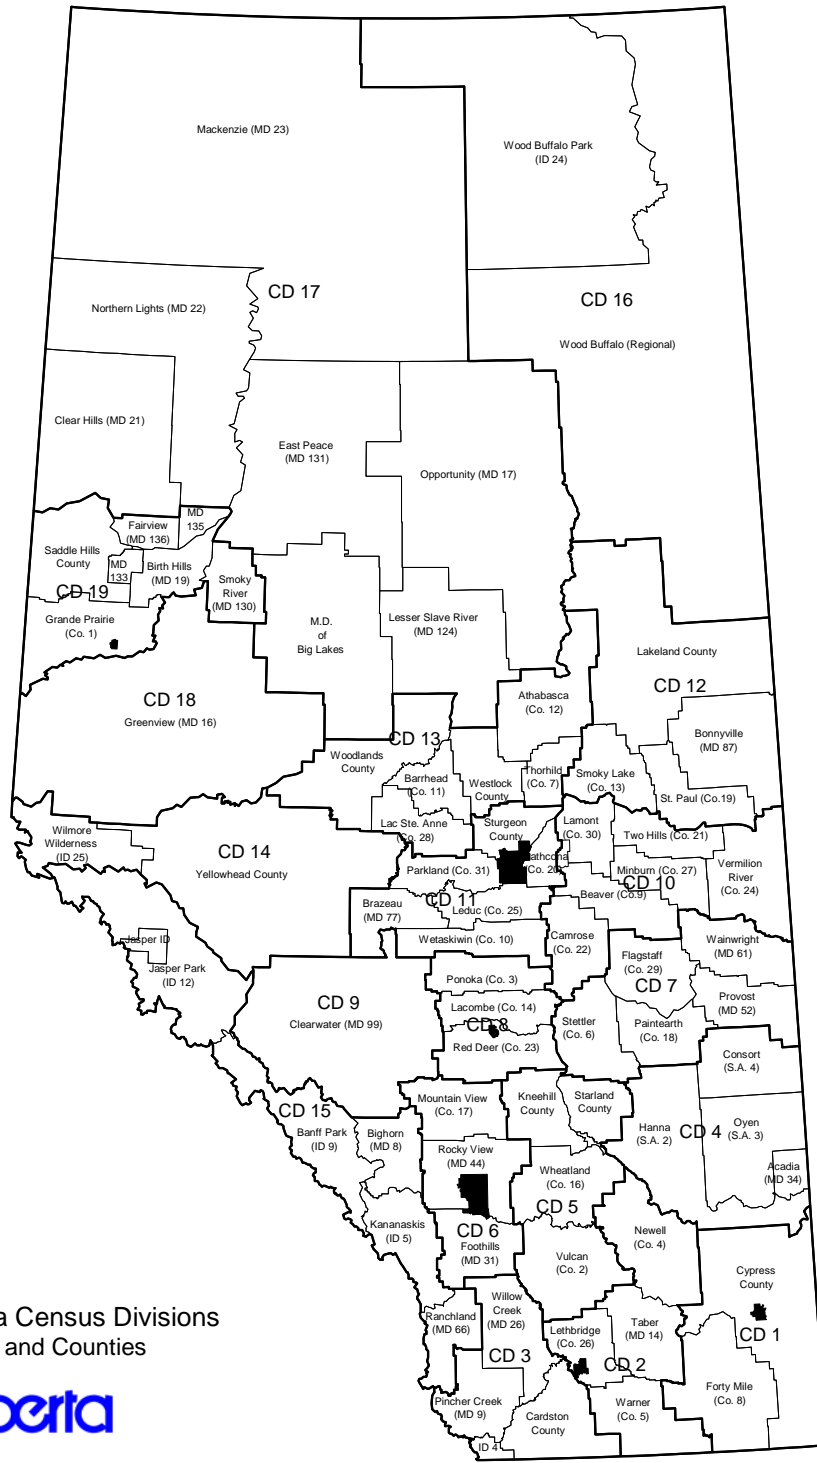 Mackenzie (MD 23)
Wood Buffalo Park
(ID 24)
CD 17
CD 16
Northern Lights (MD 22)
Wood Buffalo (Regional)
Clear Hills (MD 21)
East Peace
(MD 131)
Opportunity (MD 17)
MD
135
Fairview
(MD 136)
Saddle Hills
County
MD
133
Birth Hills
(MD 19)
CD 19
Smoky
River
(MD 130)
Grande Prairie
(Co. 1)
M.D.
of
Big Lakes
Lesser Slave River
(MD 124)
Lakeland County
CD 12
CD 18
Greenview (MD 16)
Athabasca
(Co. 12)
Bonnyville
(MD 87)
CD 13
Woodlands
County
Barrhead
(Co. 11)
Westlock
County
Thorhild
(Co. 7)
Smoky Lake
(Co. 13)
St. Paul (Co.19)
Lac Ste. Anne
(Co. 28)
Sturgeon
County
Lamont
(Co. 30)
Two Hills (Co. 21)
Wilmore
Wilderness
(ID 25)
CD 14
Yellowhead County
Parkland (Co. 31)
athcona
(Co. 20)
Minburn (Co. 27)
Vermilion
River
(Co. 24)
CD 10
Beaver (Co.9)
Brazeau
(MD 77)
CD 11
Leduc (Co. 25)
Wetaskiwin (Co. 10)
Camrose
(Co. 22)
Flagstaff
(Co. 29)
CD 7
Wainwright
(MD 61)
Jasper ID
Jasper Park
(ID 12)
Ponoka (Co. 3)
CD 9
Clearwater (MD 99)
Lacombe (Co. 14)
CD 8
Red Deer (Co. 23)
Stettler
(Co. 6)
Paintearth
(Co. 18)
Provost
(MD 52)
Consort
(S.A. 4)
CD 15
Banff Park
(ID 9)
Bighorn
(MD 8)
Mountain View
(Co. 17)
Kneehill
County
Starland
County
Hanna
(S.A. 2)
CD 4
Oyen
(S.A. 3)
Acadia
(MD 34)
Rocky View
(MD 44)
Wheatland
(Co. 16)
CD 5
Kananaskis
(ID 5)
CD 6
Foothills
(MD 31)
Newell
(Co. 4)
Vulcan
(Co. 2)
Cypress
County
CD 1
Ranchland
(MD 66)
Willow
Creek
(MD 26)
CD 3
Lethbridge
(Co. 26)
Taber
(MD 14)
CD 2
Forty Mile
(Co. 8)
Pincher Creek
(MD 9)
Cardston
County
Warner
(Co. 5)
ID 4
a Census Divisions
and Counties
berta